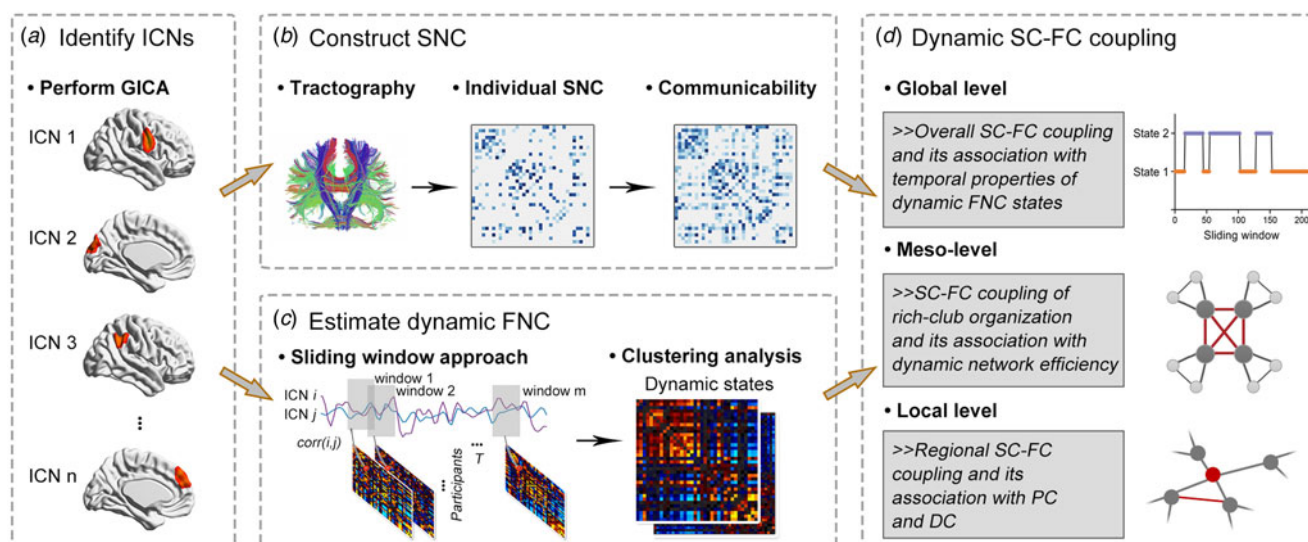 (a) Identify ICNs
• Perform GICA
ICN 1
ICN 2
ICN 3
...
ICN n
(b) Construct SNC
• Tractography
• Individual SNC
• Communicability
(c) Estimate dynamic FNC
• Sliding window approach
window 1
window 2
window m
ICN i
ICN j
corr(i,j)
...
Participants
...
T
• Clustering analysis
Dynamic states
(d) Dynamic SC-FC coupling
• Global level
>>Overall SC-FC coupling
and its association with
temporal properties of
dynamic FNC states
State 2
State 1
0 50 100 150 200
Sliding window
• Meso-level
>>SC-FC coupling of
rich-club organization
and its association with
dynamic network efficiency
• Local level
>>Regional SC-FC
coupling and its
association with PC
and DC